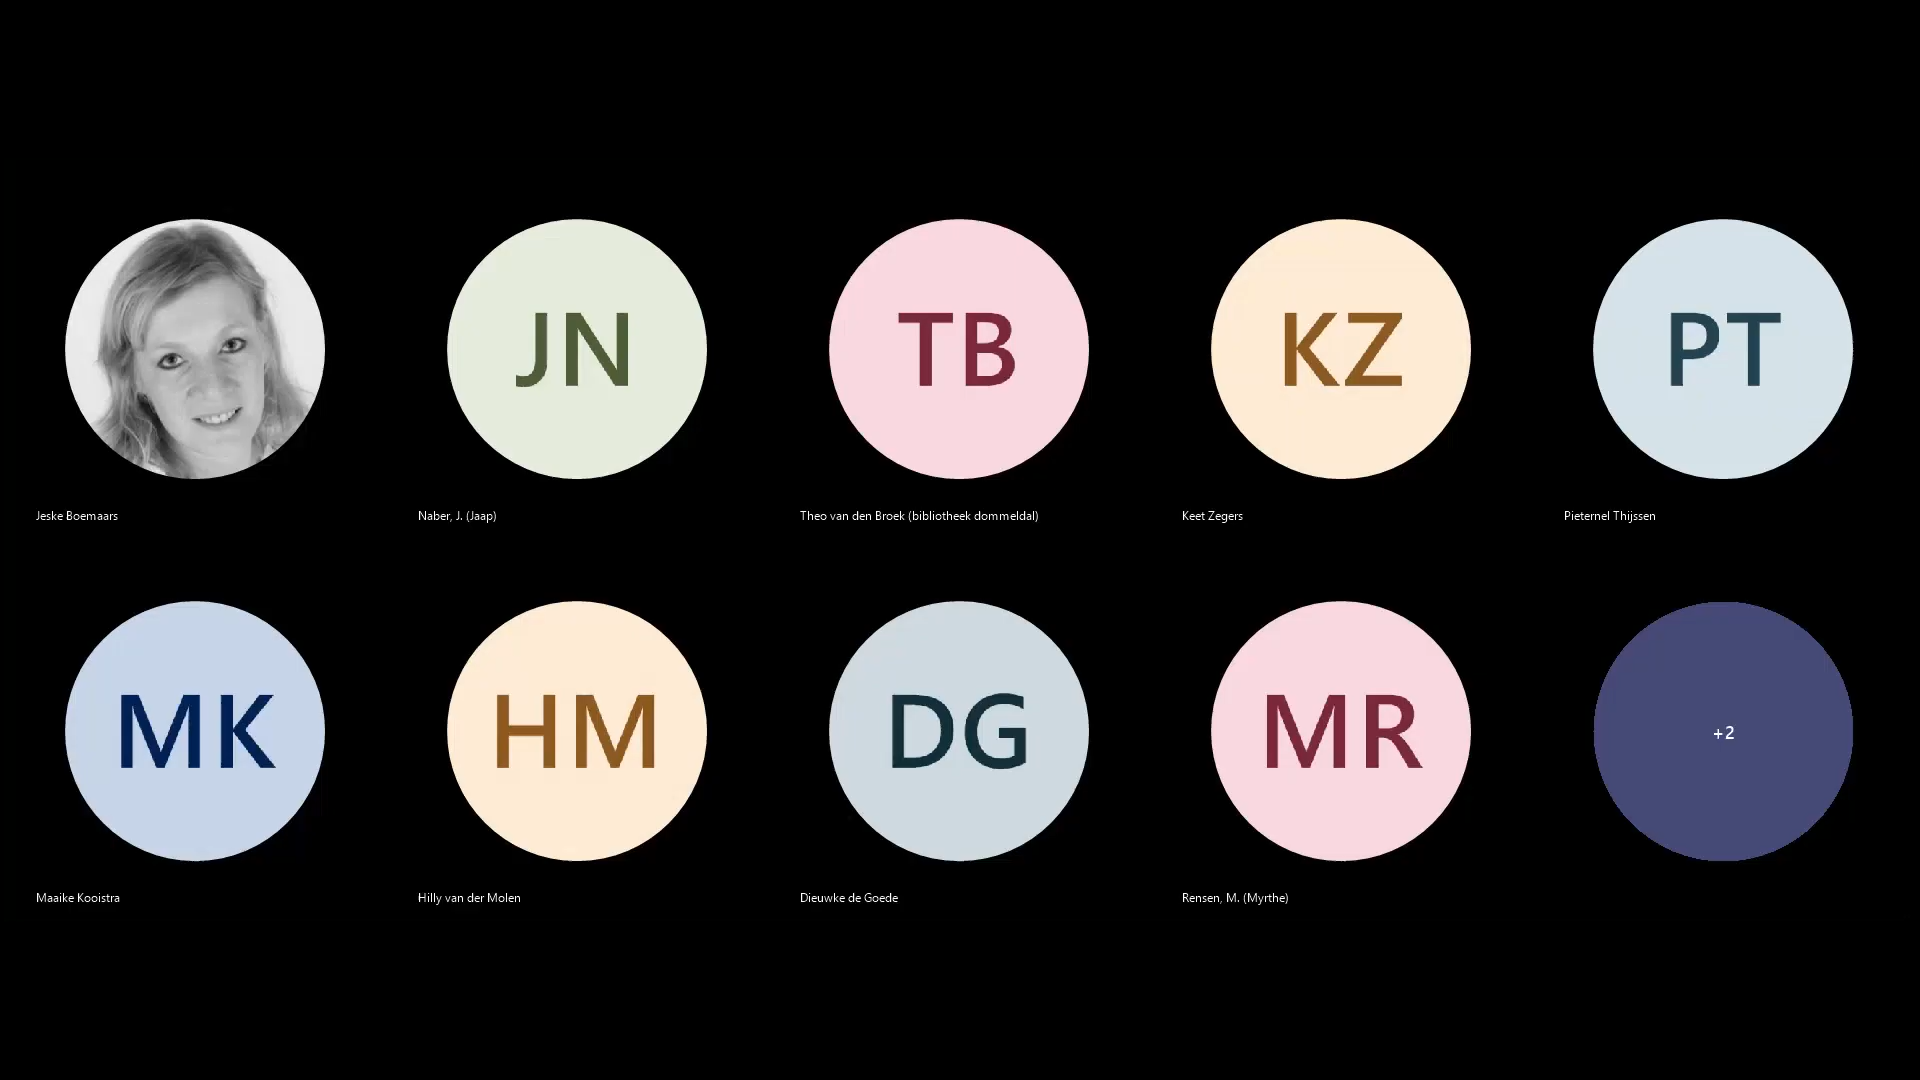 JN
TB
KZ
PT
Jeske Boemaars
Naber, J. (Jaap)
Theo van den Broek (bibliotheek dommeldal)
Keet Zegers
Pieternel Thijssen
MK
HM
DG
MR
+2
Maaike Kooistra
Hilly van der Molen
Dieuwke de Goede
Rensen, M. (Myrthe)